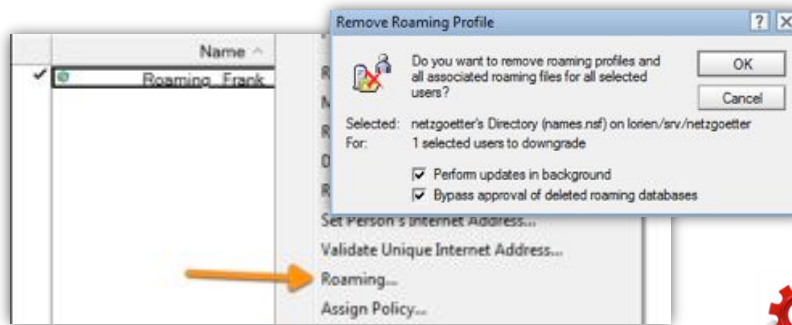 Name
Roaming, Frank
Set Person's Internet Address...
Validate Unique Internet Address...
Roaming...
Assign Policy...
Remove Roaming Profile
Do you want to remove roaming profiles and
all associated roaming files for all selected
users?
OK
Cancel
Selected: netzgoetter's Directory (names.nsf) on lorien/srv/netzgoetter
For: 1 selected users to downgrade
Perform updates in background
Bypass approval of deleted roaming databases